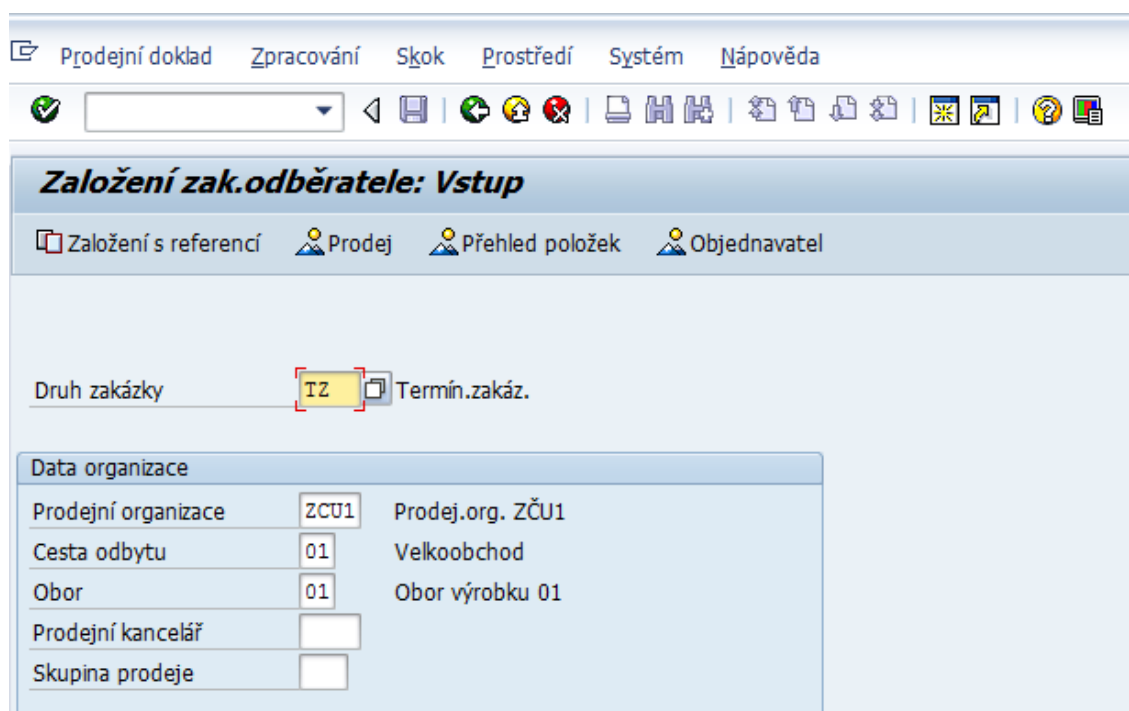 Prodejní doklad Zpracování Skok Prostředí Systém Nápověda
Založení zak.odběratele: Vstup
Založení s referencí Prodej Přehled položek Objednavatel
Druh zakázky TZ Termín.zakáz.
Data organizace
Prodejní organizace ZCU1 Prodej.org. ZČU1
Cesta odbytu 01 Velkoobchod
Obor 01 Obor výrobku 01
Prodejní kancelář
Skupina prodeje